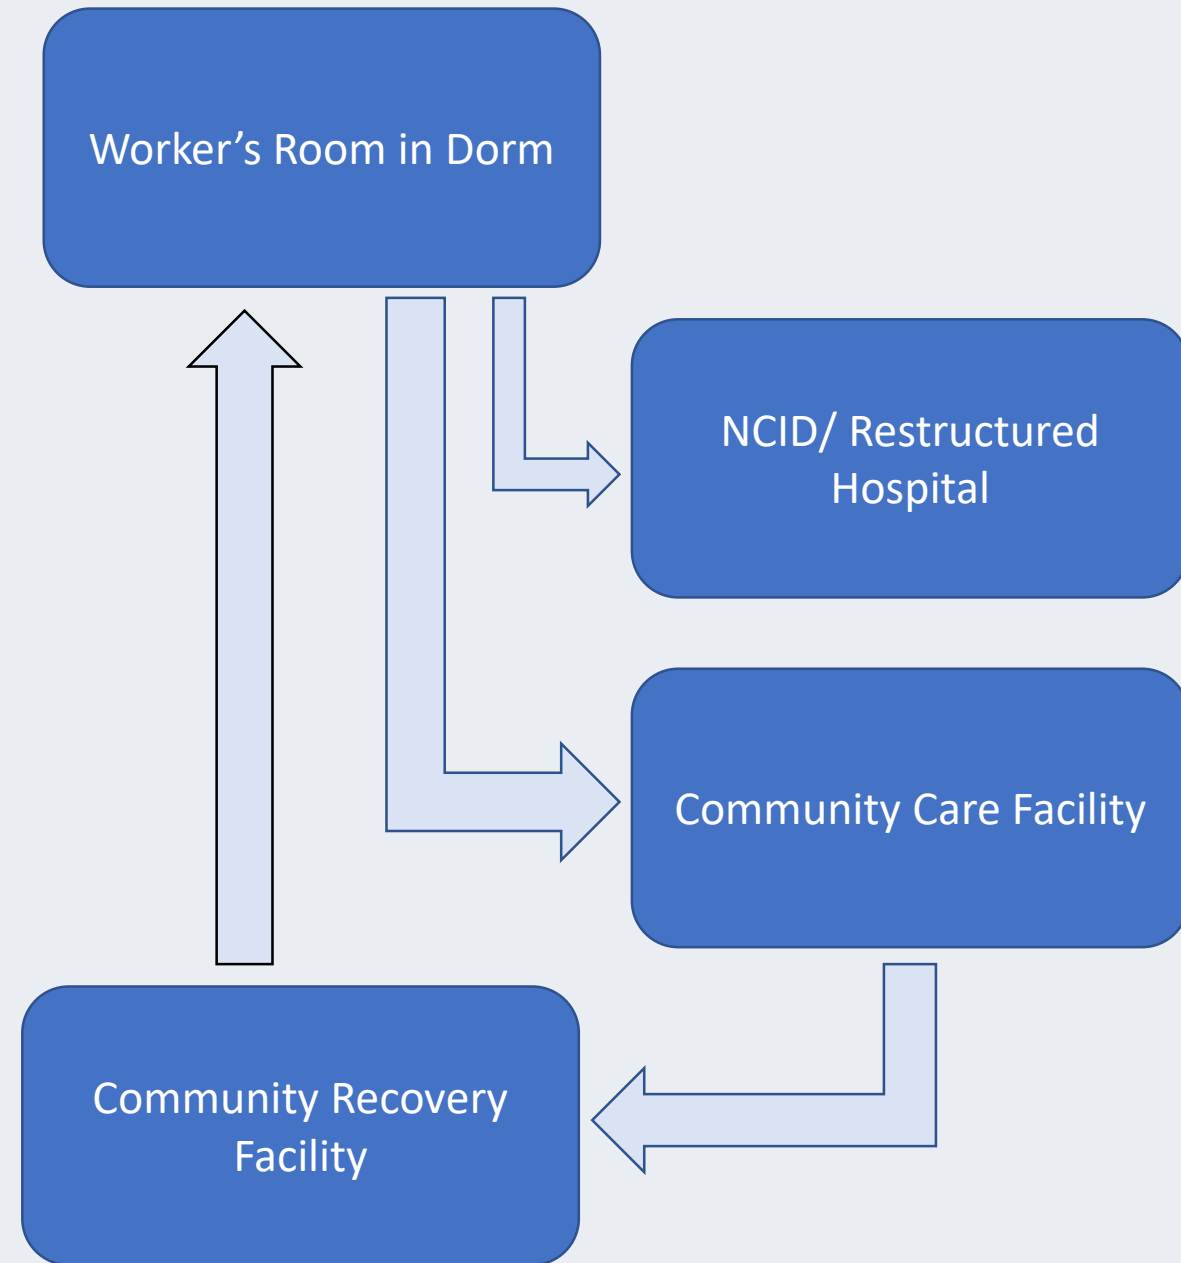 Worker’s Room in Dorm
NCID/ Restructured
Hospital
Community Care Facility
Community Recovery
Facility